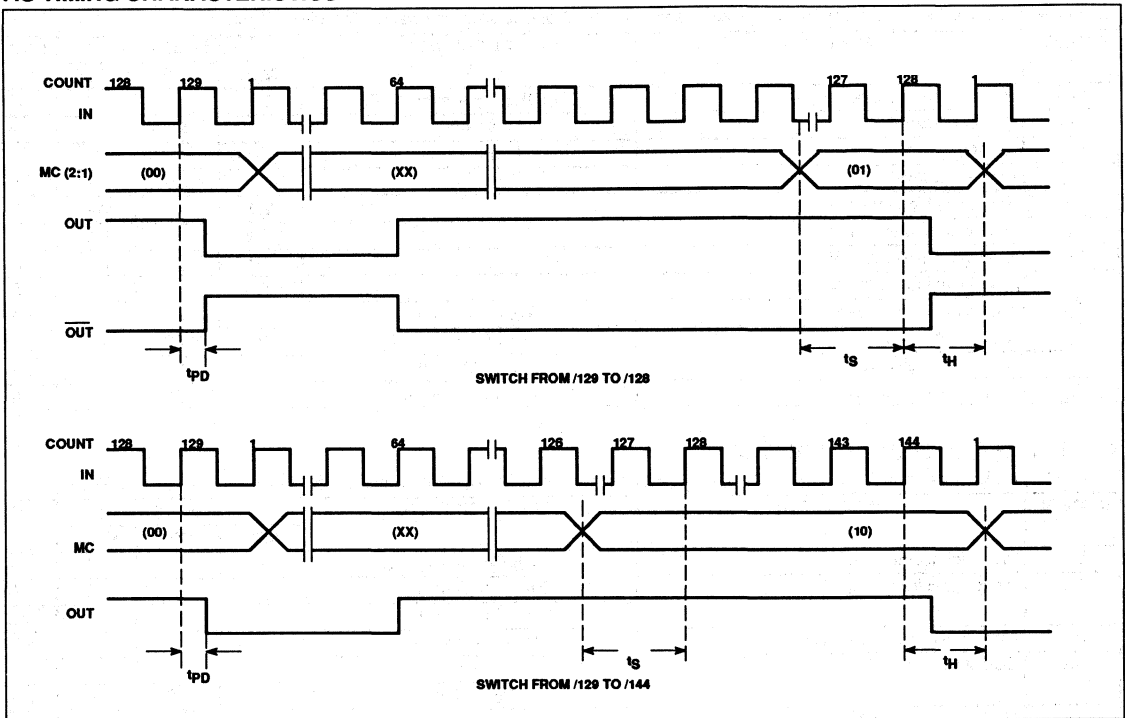 AC TIMING CHARACTERISTICS
COUNT 128 129 1 64 127 128 1
IN
MC (2:1) (00) (XX) (01)
OUT
OUT
tPD tS tH
SWITCH FROM /129 TO /128
COUNT 128 129 1 64 126 127 128 143 144 1
IN
MC (00) (XX) (10)
OUT
tPD tS tH
SWITCH FROM /129 TO /144